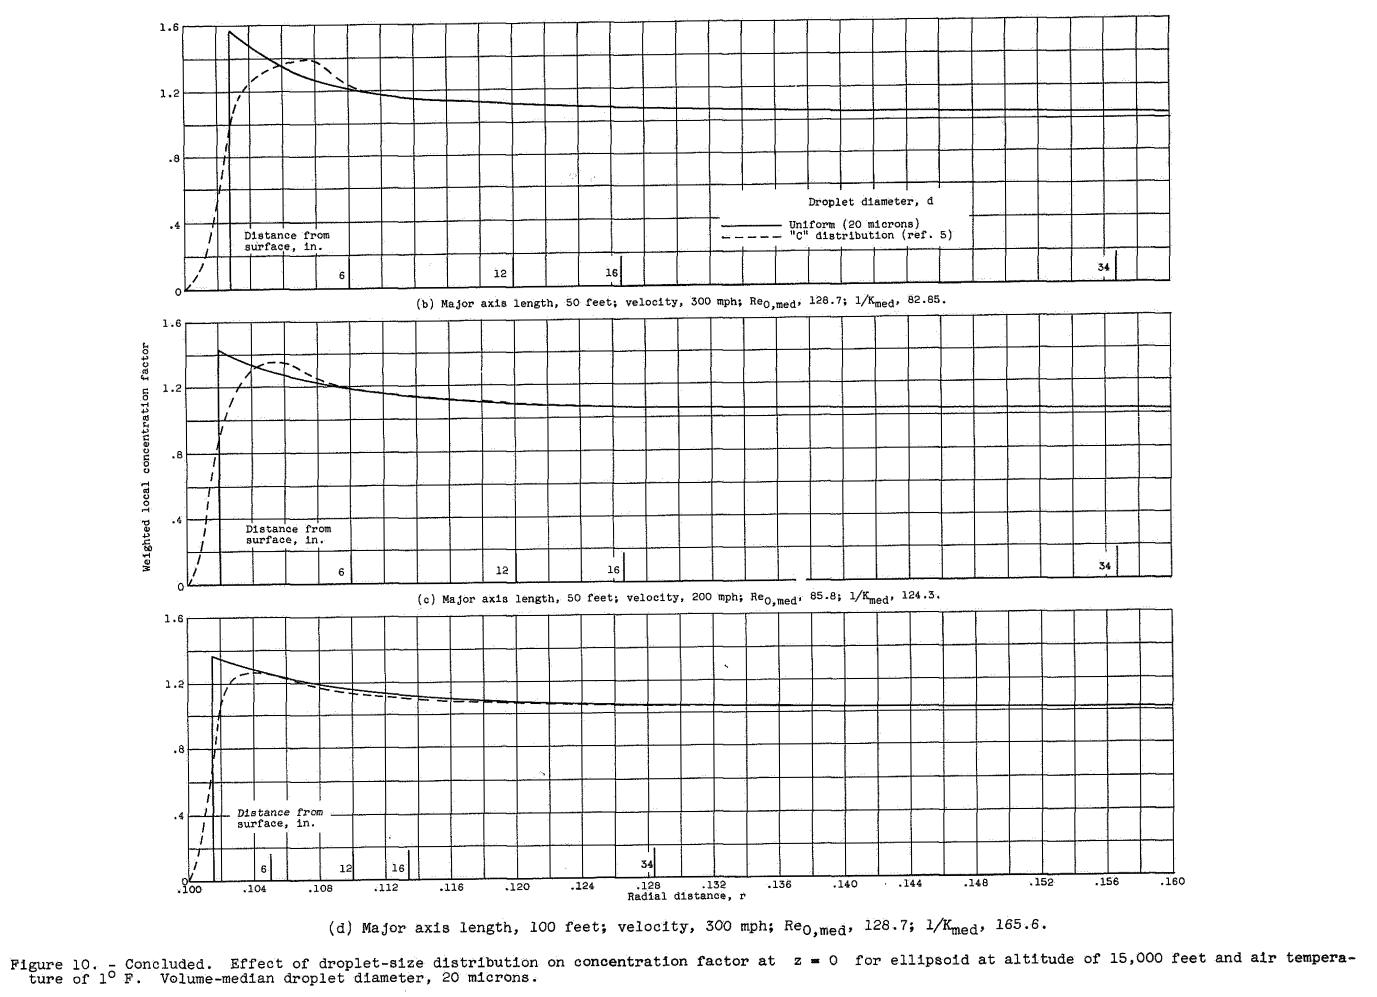 1.6
1.2
.8
.4
0
Droplet diameter, d
Uniform (20 microns)
"C" distribution (ref. 5)
Distance from
surface, in.
6 12 16 34
(b) Major axis length, 50 feet; velocity, 300 mph; Re0,med, 128.7; 1/Kmed, 82.85.
Weighted local concentration factor
1.6
1.2
.8
.4
0
Distance from
surface, in.
6 12 16 34
(c) Major axis length, 50 feet; velocity, 200 mph; Re0,med, 85.8; 1/Kmed, 124.3.
1.6
1.2
.8
.4
0
Distance from
surface, in.
6 12 16 34
.100 .104 .108 .112 .116 .120 .124 .128 .132 .136 .140 .144 .148 .152 .156 .160
Radial distance, r
(d) Major axis length, 100 feet; velocity, 300 mph; Re0,med, 128.7; 1/Kmed, 165.6.
Figure 10. - Concluded. Effect of droplet-size distribution on concentration factor at z = 0 for ellipsoid at altitude of 15,000 feet and air tempera-
ture of 1° F. Volume-median droplet diameter, 20 microns.